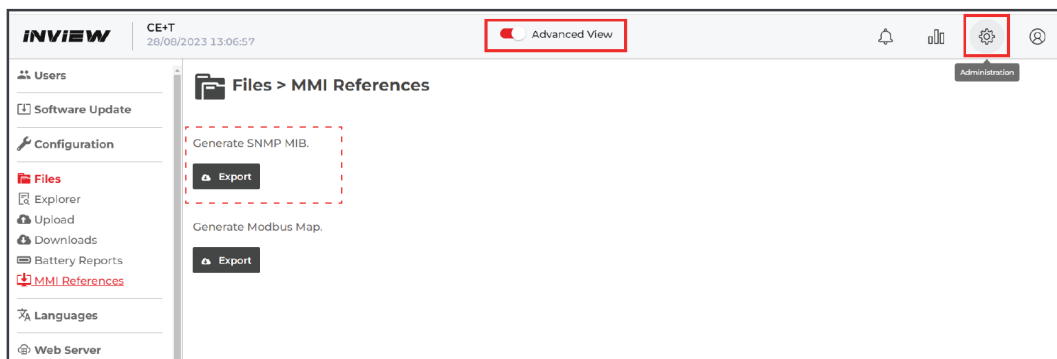 iNViEW
CE+T
28/08/2023 13:06:57
Advanced View
Administration
Users
Software Update
Configuration
Files
Explorer
Upload
Downloads
Battery Reports
MMI References
Languages
Web Server
Files > MMI References
Generate SNMP MIB.
Export
Generate Modbus Map.
Export